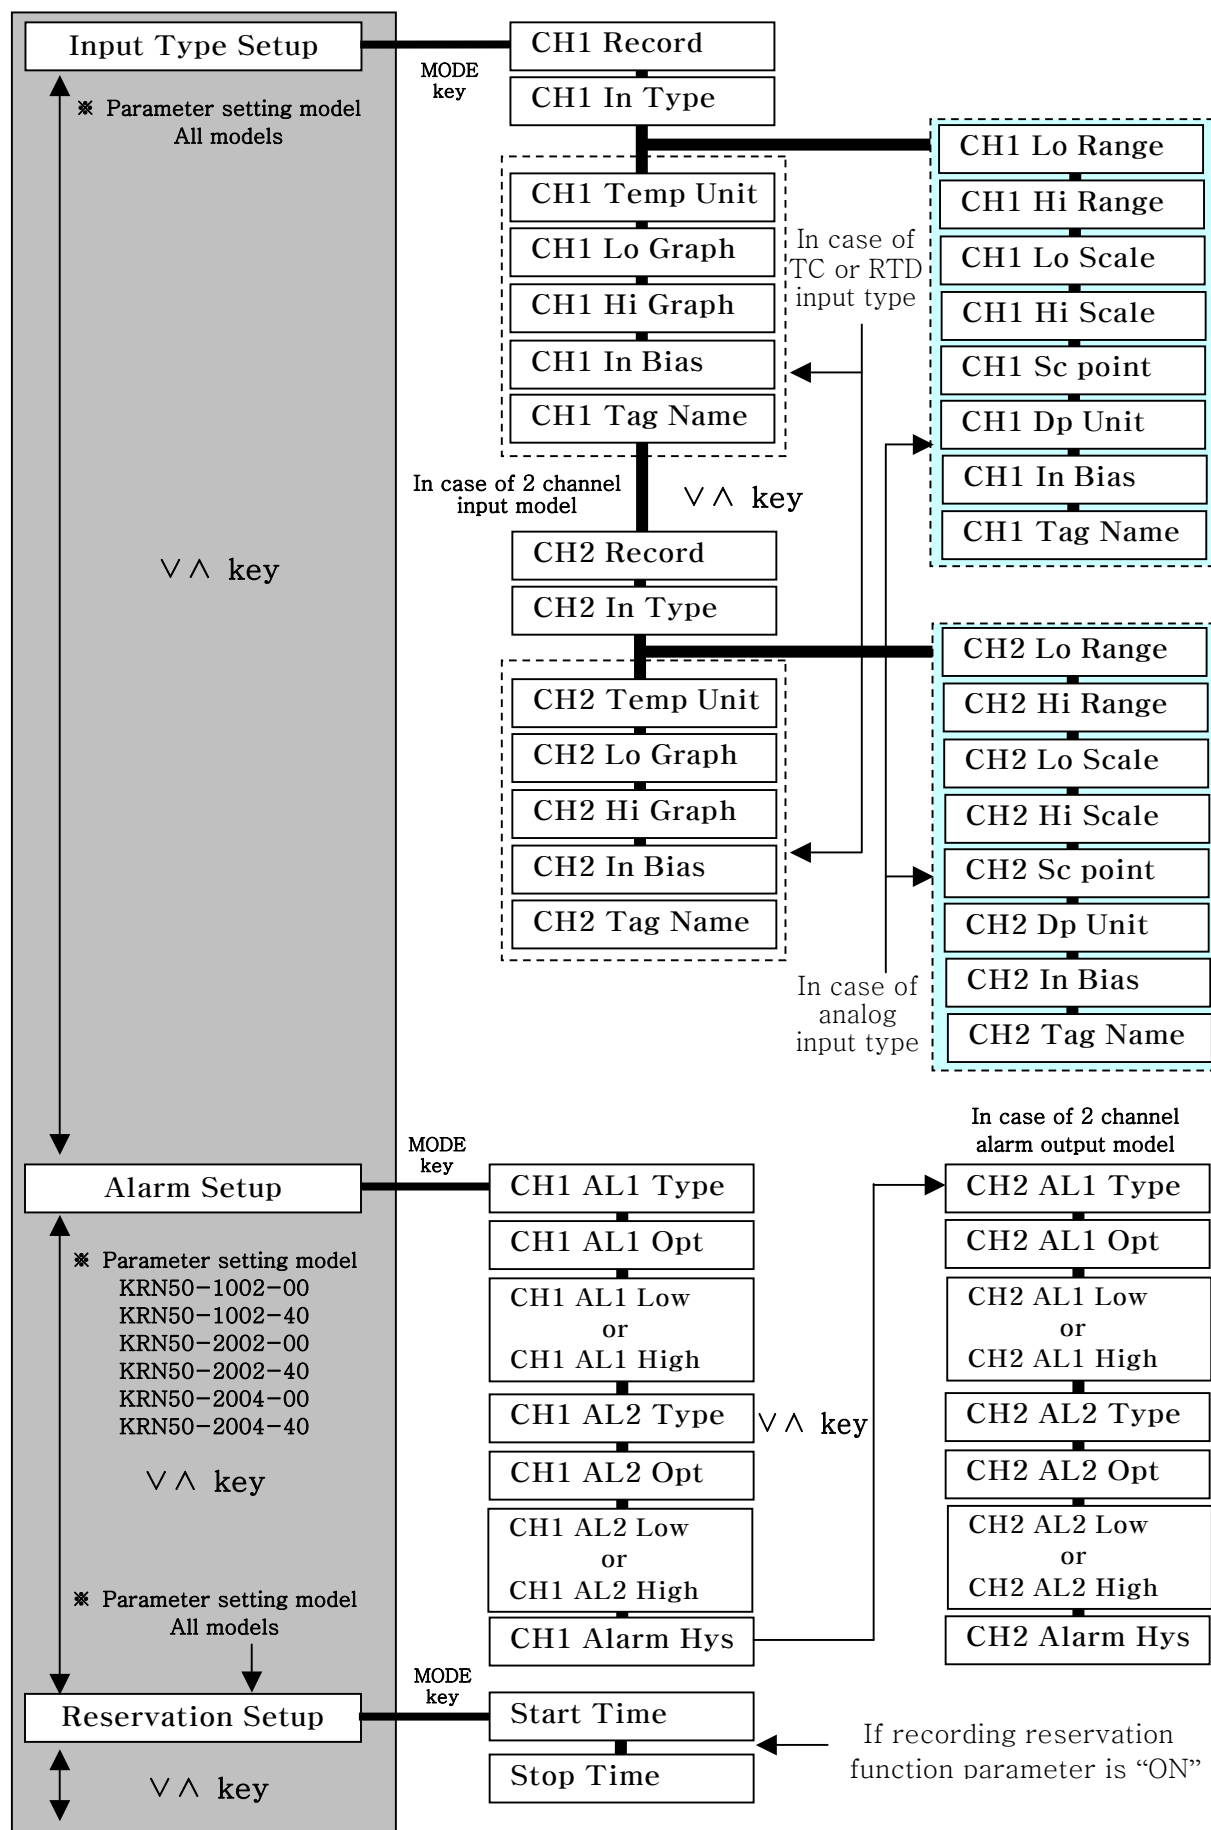 Input Type Setup
MODE
key
※ Parameter setting model
All models
CH1 Record
CH1 In Type
CH1 Temp Unit
CH1 Lo Graph
CH1 Hi Graph
CH1 In Bias
CH1 Tag Name
In case of
TC or RTD
input type
CH1 Lo Range
CH1 Hi Range
CH1 Lo Scale
CH1 Hi Scale
CH1 Sc point
CH1 Dp Unit
CH1 In Bias
CH1 Tag Name
In case of 2 channel
input model
∨∧ key
∨∧ key
CH2 Record
CH2 In Type
CH2 Temp Unit
CH2 Lo Graph
CH2 Hi Graph
CH2 In Bias
CH2 Tag Name
CH2 Lo Range
CH2 Hi Range
CH2 Lo Scale
CH2 Hi Scale
CH2 Sc point
CH2 Dp Unit
CH2 In Bias
CH2 Tag Name
In case of
analog
input type
Alarm Setup
MODE
key
※ Parameter setting model
KRN50-1002-00
KRN50-1002-40
KRN50-2002-00
KRN50-2002-40
KRN50-2004-00
KRN50-2004-40
∨∧ key
CH1 AL1 Type
CH1 AL1 Opt
CH1 AL1 Low
or
CH1 AL1 High
CH1 AL2 Type
CH1 AL2 Opt
CH1 AL2 Low
or
CH1 AL2 High
CH1 Alarm Hys
∨∧ key
In case of 2 channel
alarm output model
CH2 AL1 Type
CH2 AL1 Opt
CH2 AL1 Low
or
CH2 AL1 High
CH2 AL2 Type
CH2 AL2 Opt
CH2 AL2 Low
or
CH2 AL2 High
CH2 Alarm Hys
※ Parameter setting model
All models
Reservation Setup
MODE
key
∨∧ key
Start Time
Stop Time
If recording reservation
function parameter is “ON”